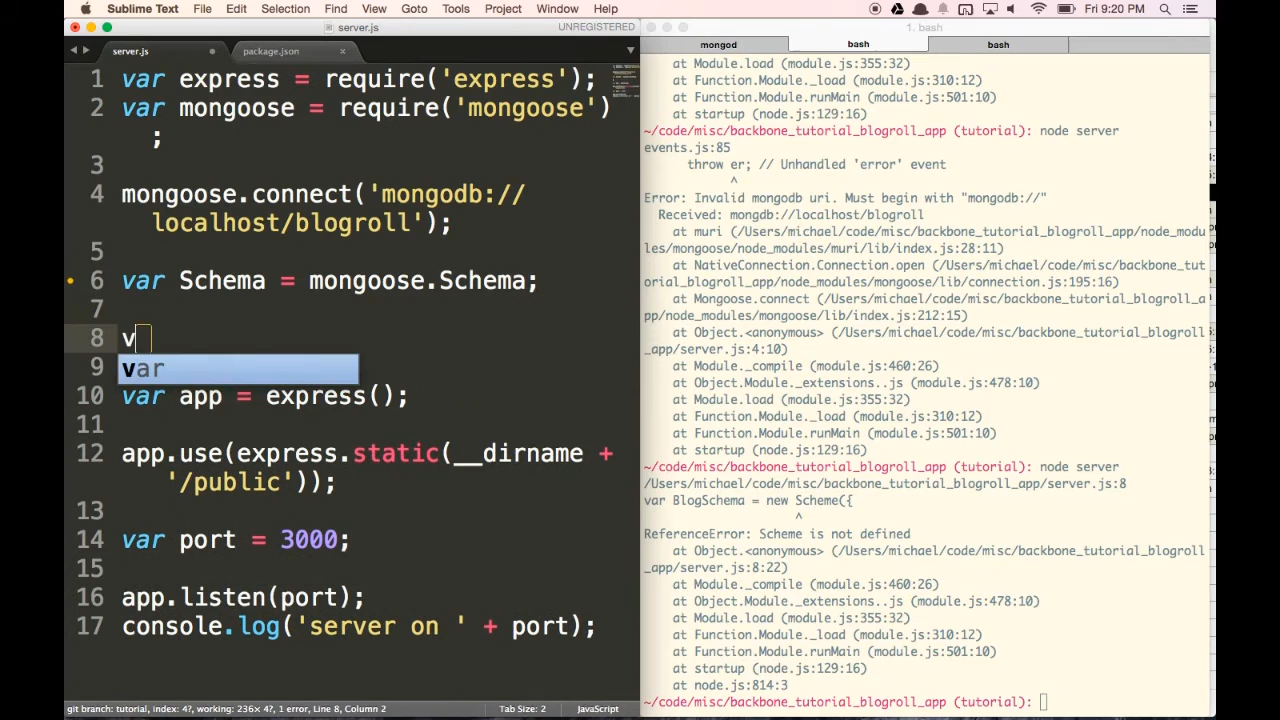 Sublime Text File Edit Selection Find View Goto Tools Project Window Help Fri 9:20 PM
server.js UNREGISTERED 1. bash
server.js package.json mongod bash bash
1 var express = require('express');
2 var mongoose = require('mongoose')
;
3
4 mongoose.connect('mongodb://
localhost/blogroll');
5
6 var Schema = mongoose.Schema;
7
8 v
9 var
10 var app = express();
11
12 app.use(express.static(__dirname +
'/public'));
13
14 var port = 3000;
15
16 app.listen(port);
17 console.log('server on ' + port);
git branch: tutorial, index: 4?, working: 236× 4?, 1 error, Line 8, Column 2 Tab Size: 2 JavaScript
at Module.load (module.js:355:32)
at Function.Module._load (module.js:310:12)
at Function.Module.runMain (module.js:501:10)
at startup (node.js:129:16)
~/code/misc/backbone_tutorial_blogroll_app (tutorial): node server
events.js:85
throw er; // Unhandled 'error' event
^
Error: Invalid mongodb uri. Must begin with "mongodb://"
Received: mongdb://localhost/blogroll
at muri (/Users/michael/code/misc/backbone_tutorial_blogroll_app/node_modu
les/mongoose/node_modules/muri/lib/index.js:28:11)
at NativeConnection.Connection.open (/Users/michael/code/misc/backbone_tut
orial_blogroll_app/node_modules/mongoose/lib/connection.js:195:16)
at Mongoose.connect (/Users/michael/code/misc/backbone_tutorial_blogroll_a
pp/node_modules/mongoose/lib/index.js:212:15)
at Object.<anonymous> (/Users/michael/code/misc/backbone_tutorial_blogroll
_app/server.js:4:10)
at Module._compile (module.js:460:26)
at Object.Module._extensions..js (module.js:478:10)
at Module.load (module.js:355:32)
at Function.Module._load (module.js:310:12)
at Function.Module.runMain (module.js:501:10)
at startup (node.js:129:16)
~/code/misc/backbone_tutorial_blogroll_app (tutorial): node server
/Users/michael/code/misc/backbone_tutorial_blogroll_app/server.js:8
var BlogSchema = new Scheme({
^
ReferenceError: Scheme is not defined
at Object.<anonymous> (/Users/michael/code/misc/backbone_tutorial_blogroll
_app/server.js:8:22)
at Module._compile (module.js:460:26)
at Object.Module._extensions..js (module.js:478:10)
at Module.load (module.js:355:32)
at Function.Module._load (module.js:310:12)
at Function.Module.runMain (module.js:501:10)
at startup (node.js:129:16)
at node.js:814:3
~/code/misc/backbone_tutorial_blogroll_app (tutorial):